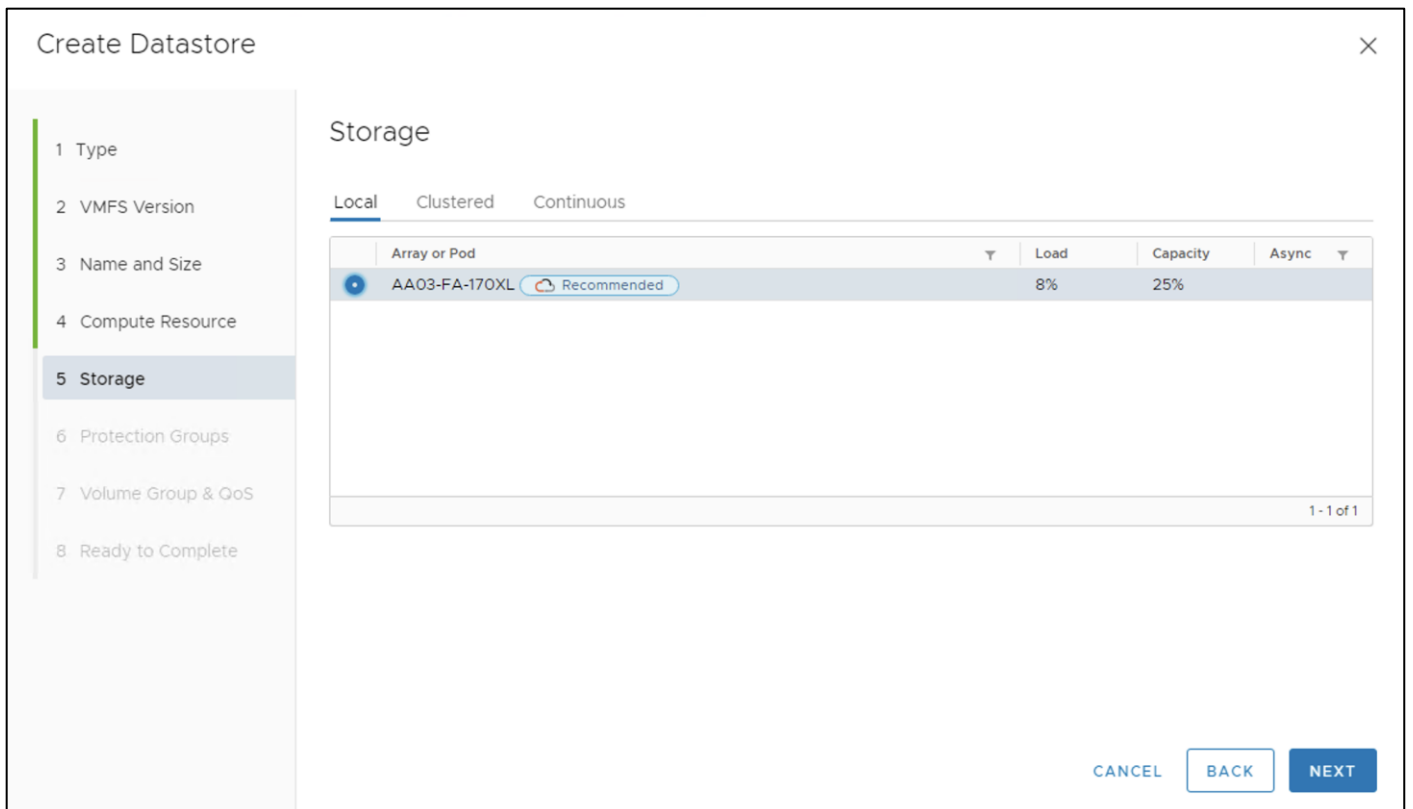 Create Datastore
1 Type
2 VMFS Version
3 Name and Size
4 Compute Resource
5 Storage
6 Protection Groups
7 Volume Group & QoS
8 Ready to Complete
Storage
Local Clustered Continuous
Array or Pod Load Capacity Async
AA03-FA-170XL Recommended 8% 25%
1 - 1 of 1
CANCEL BACK NEXT